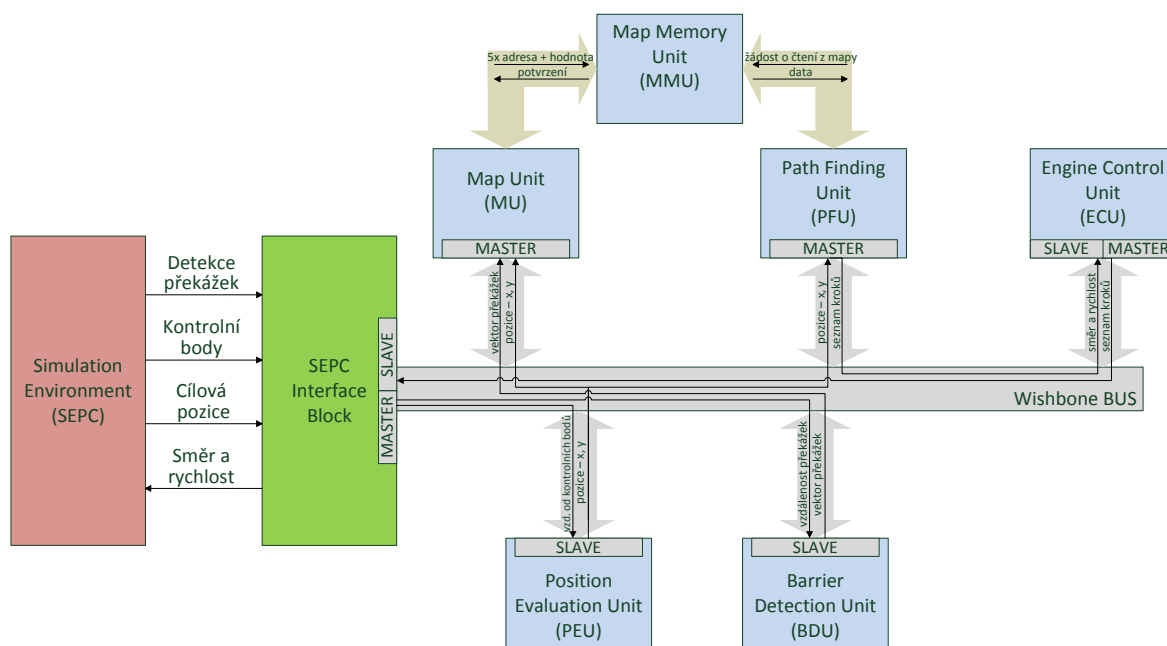 Map Memory
Unit
(MMU)
5x adresa + hodnota
potvrzení
žádost o čtení z mapy
data
Map Unit
(MU)
MASTER
Path Finding
Unit
(PFU)
MASTER
Engine Control
Unit
(ECU)
SLAVE
MASTER
vektor překážek
pozice – x, y
pozice – x, y
seznam kroků
směr a rychlost
seznam kroků
Simulation
Environment
(SEPC)
Detekce
překážek
Kontrolní
body
Cílová
pozice
Směr a
rychlost
SEPC
Interface
Block
SLAVE
MASTER
Wishbone BUS
vzd. od kontrolních bodů
pozice – x, y
vzdálenost překážek
vektor překážek
SLAVE
Position
Evaluation Unit
(PEU)
SLAVE
Barrier
Detection Unit
(BDU)